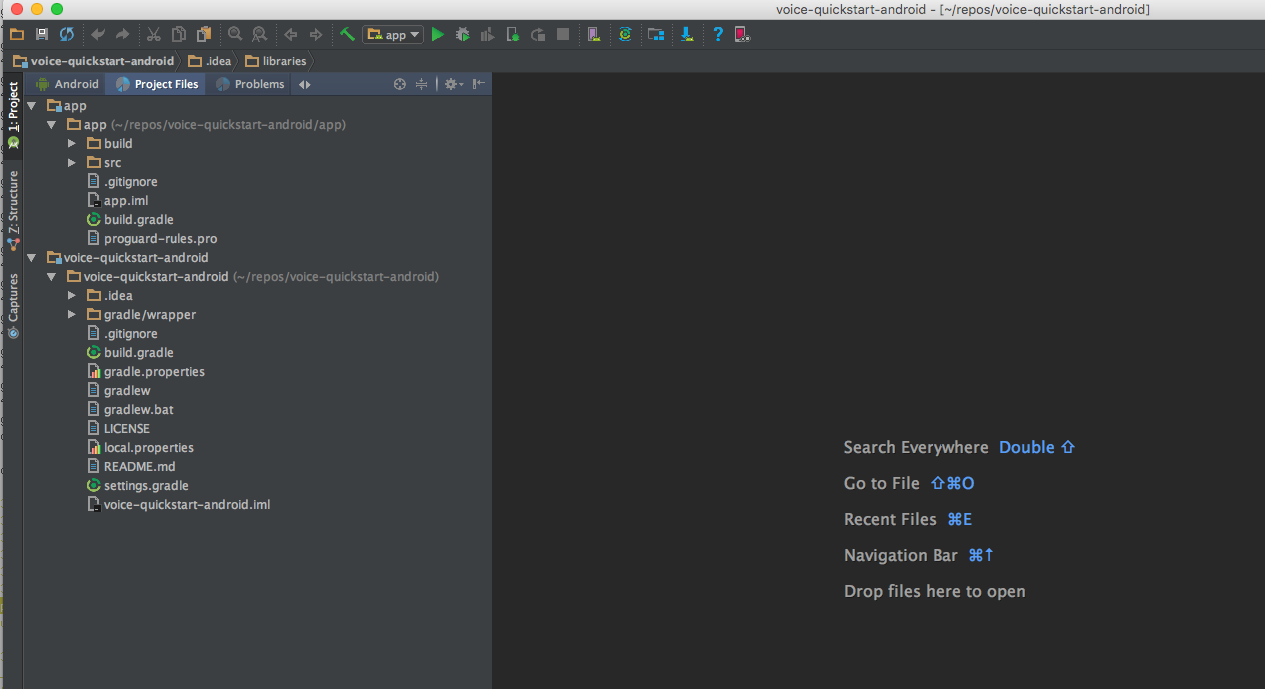 voice-quickstart-android - [~/repos/voice-quickstart-android]
app
voice-quickstart-android .idea libraries
Android Project Files Problems
1: Project
Z: Structure
Captures
app
app (~/repos/voice-quickstart-android/app)
build
src
.gitignore
app.iml
build.gradle
proguard-rules.pro
voice-quickstart-android
voice-quickstart-android (~/repos/voice-quickstart-android)
.idea
gradle/wrapper
.gitignore
build.gradle
gradle.properties
gradlew
gradlew.bat
LICENSE
local.properties
README.md
settings.gradle
voice-quickstart-android.iml
Search Everywhere Double ⇧
Go to File ⇧⌘O
Recent Files ⌘E
Navigation Bar ⌘↑
Drop files here to open